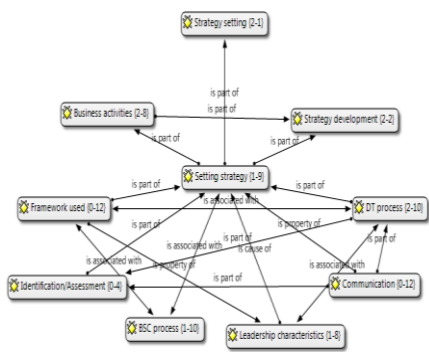 Strategy setting {2-1}
is part of
is part of
Business activities {2-8}
Strategy development {2-2}
is part of
is part of
Setting strategy {1-9}
is part of
is part of
is associated with
Framework used {0-12}
DT process {2-10}
is part of
is property of
is part of
is part of
is associated with
is cause of
is associated with
is property of
is part of
Identification/Assessment {0-4}
Communication {0-12}
BSC process {1-10}
Leadership characteristics {1-8}